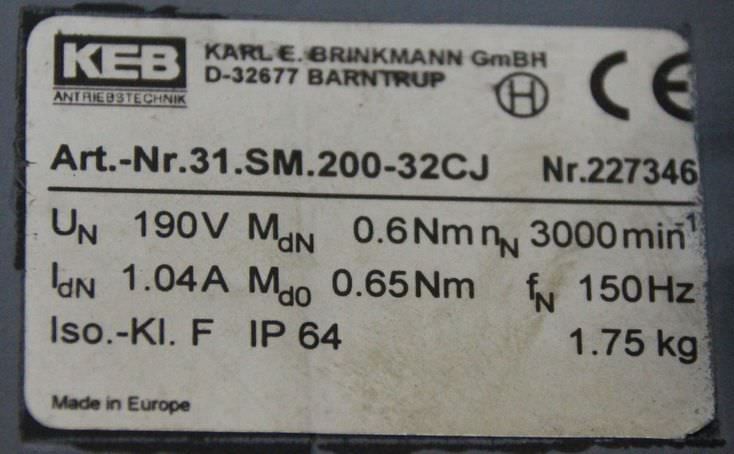 KEB
ANTRIEBSTECHNIK
KARL E. BRINKMANN GmBH
D-32677 BARNTRUP
H
CE
Art.-Nr.31.SM.200-32CJ Nr.227346
UN 190V MdN 0.6Nm nN 3000min¹
IdN 1.04A Md0 0.65Nm fN 150Hz
Iso.-Kl. F IP 64 1.75 kg
Made in Europe